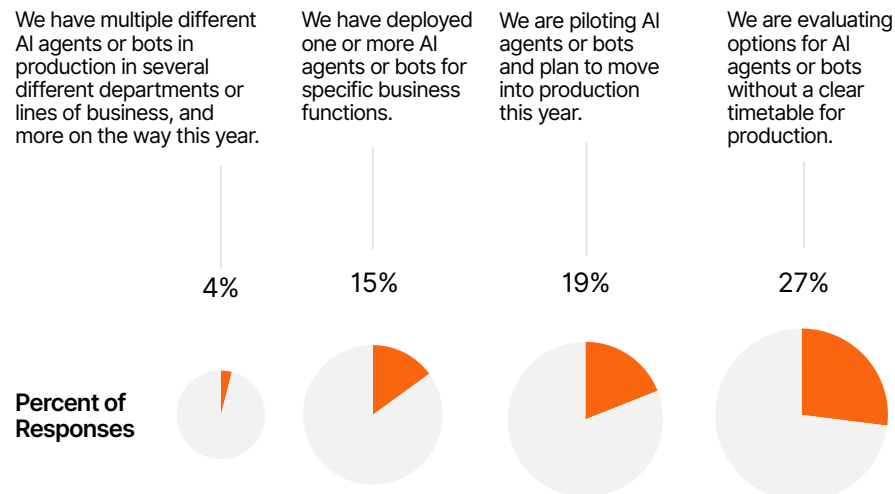 We have multiple different
AI agents or bots in
production in several
different departments or
lines of business, and
more on the way this year.
We have deployed
one or more AI
agents or bots for
specific business
functions.
We are piloting AI
agents or bots
and plan to move
into production
this year.
We are evaluating
options for AI
agents or bots
without a clear
timetable for
production.
4%
15%
19%
27%
Percent of
Responses